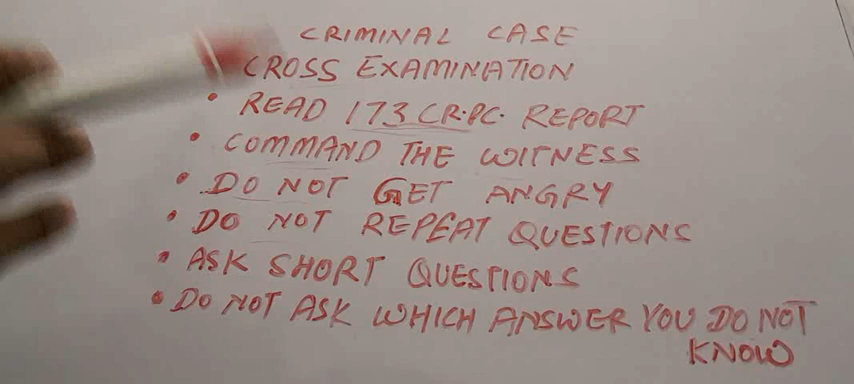 CRIMINAL CASE
CROSS EXAMINATION
• READ 173 CR.PC. REPORT
• COMMAND THE WITNESS
• DO NOT GET ANGRY
• DO NOT REPEAT QUESTIONS
• ASK SHORT QUESTIONS
• DO NOT ASK WHICH ANSWER YOU DO NOT
KNOW